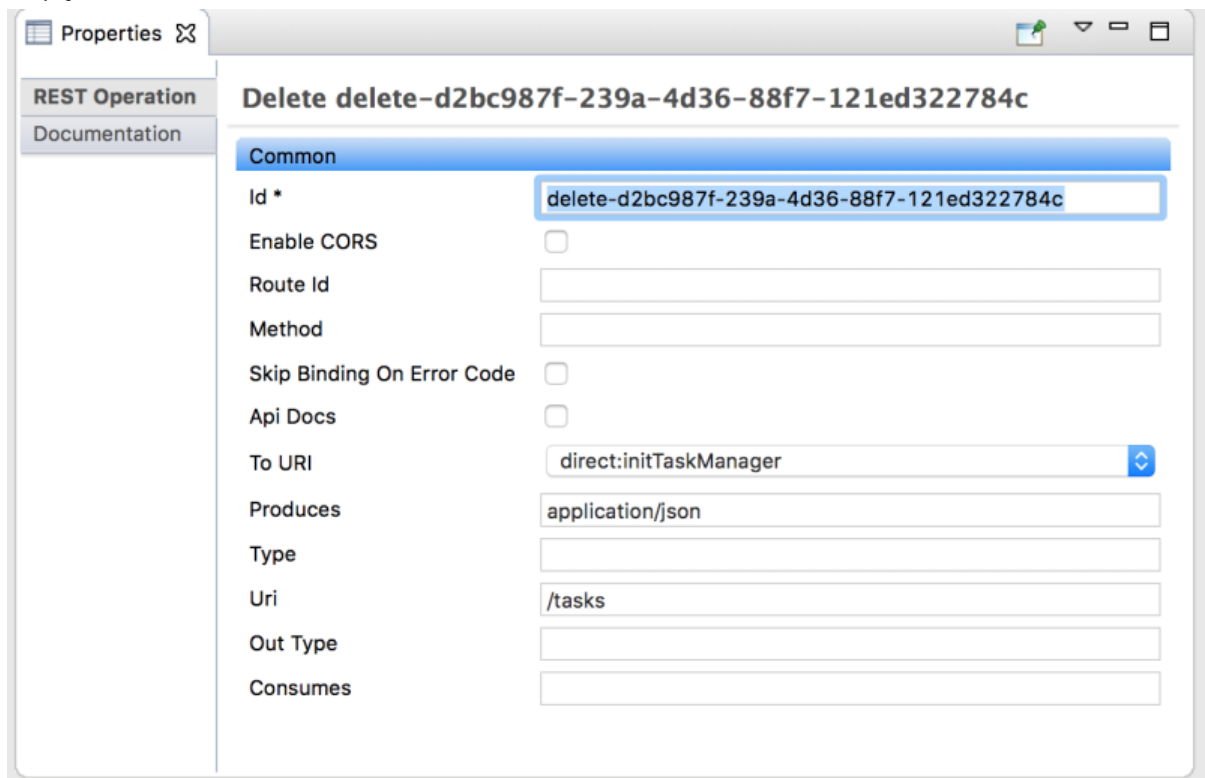 Properties
REST Operation
Documentation
Delete delete-d2bc987f-239a-4d36-88f7-121ed322784c
Common
Id * delete-d2bc987f-239a-4d36-88f7-121ed322784c
Enable CORS
Route Id
Method
Skip Binding On Error Code
Api Docs
To URI direct:initTaskManager
Produces application/json
Type
Uri /tasks
Out Type
Consumes